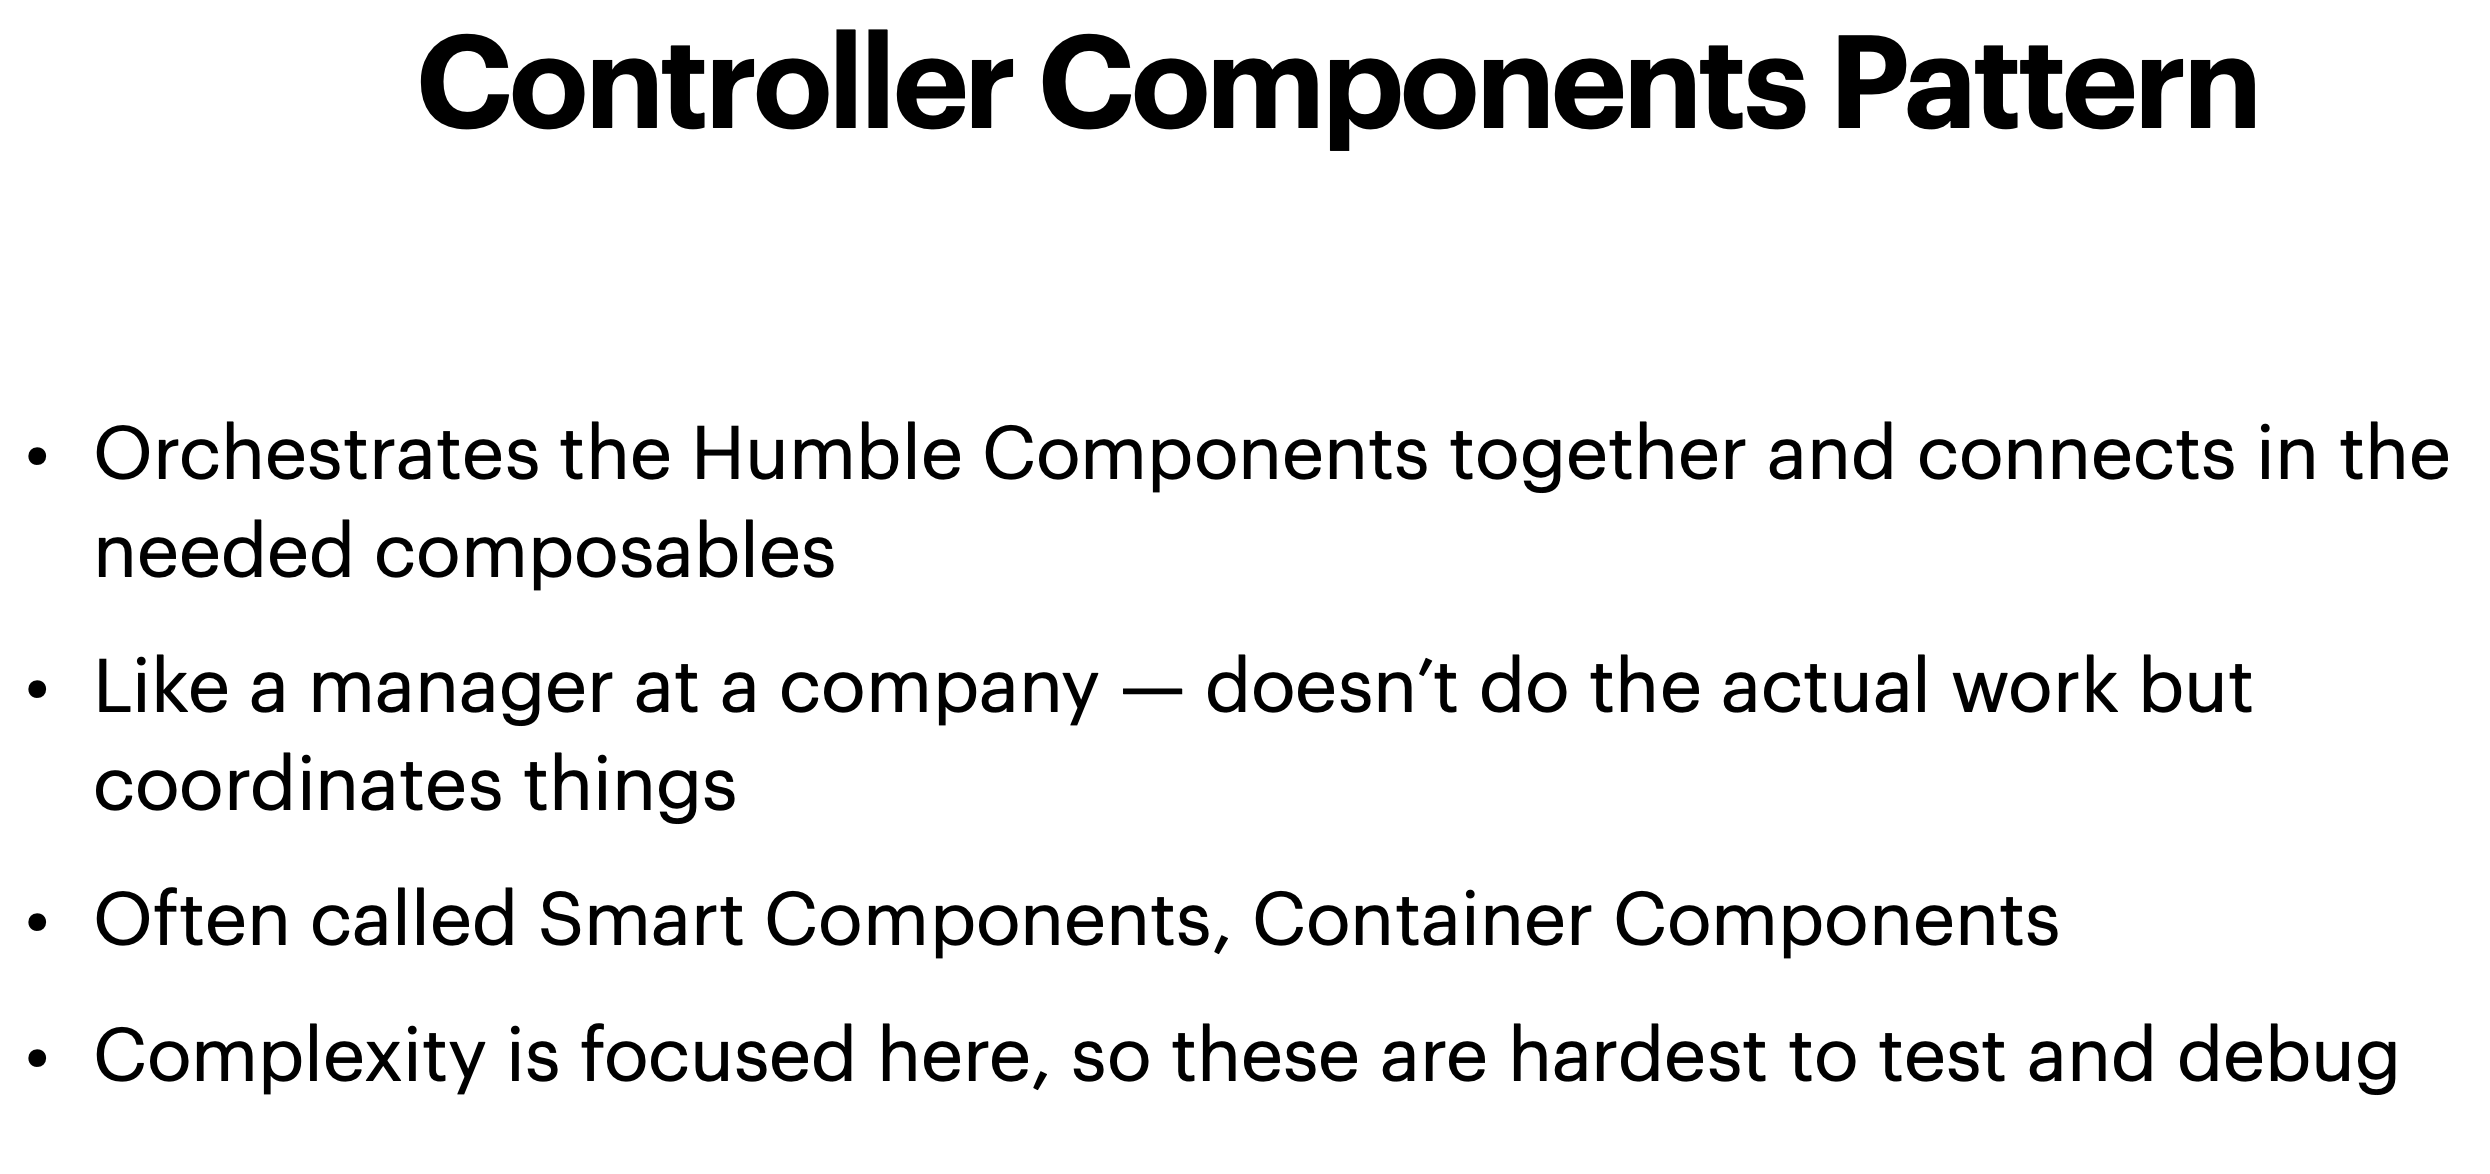 Controller Components Pattern
• Orchestrates the Humble Components together and connects in the
needed composables
• Like a manager at a company — doesn’t do the actual work but
coordinates things
• Often called Smart Components, Container Components
• Complexity is focused here, so these are hardest to test and debug